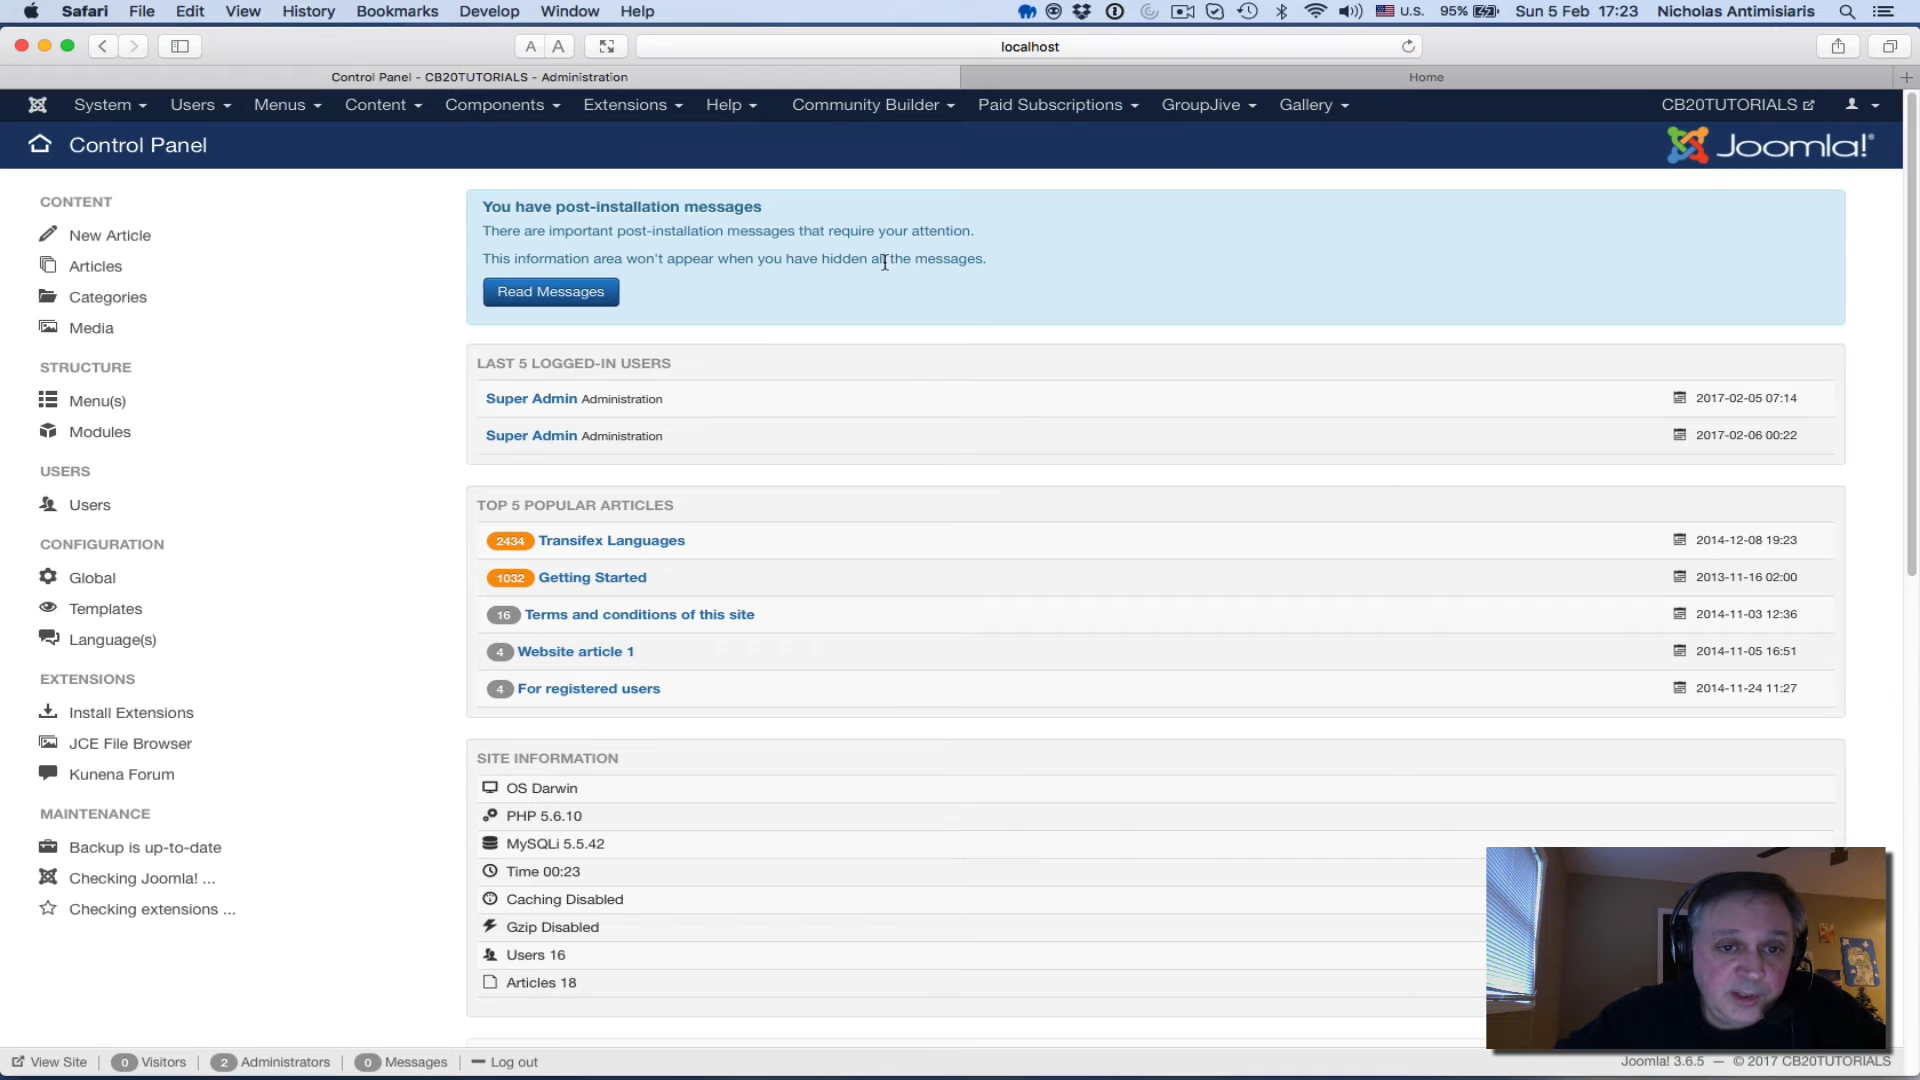 Safari File Edit View History Bookmarks Develop Window Help
U.S. 95% Sun 5 Feb 17:23 Nicholas Antimisiaris
A A localhost
Control Panel - CB20TUTORIALS - Administration Home +
System Users Menus Content Components Extensions Help Community Builder Paid Subscriptions GroupJive Gallery CB20TUTORIALS
Control Panel
Joomla!®
CONTENT
New Article
Articles
Categories
Media
STRUCTURE
Menu(s)
Modules
USERS
Users
CONFIGURATION
Global
Templates
Language(s)
EXTENSIONS
Install Extensions
JCE File Browser
Kunena Forum
MAINTENANCE
Backup is up-to-date
Checking Joomla! ...
Checking extensions ...
You have post-installation messages
There are important post-installation messages that require your attention.
This information area won't appear when you have hidden all the messages.
Read Messages
LAST 5 LOGGED-IN USERS
Super Admin Administration 2017-02-05 07:14
Super Admin Administration 2017-02-06 00:22
TOP 5 POPULAR ARTICLES
2434 Transifex Languages 2014-12-08 19:23
1032 Getting Started 2013-11-16 02:00
16 Terms and conditions of this site 2014-11-03 12:36
4 Website article 1 2014-11-05 16:51
4 For registered users 2014-11-24 11:27
SITE INFORMATION
OS Darwin
PHP 5.6.10
MySQLi 5.5.42
Time 00:23
Caching Disabled
Gzip Disabled
Users 16
Articles 18
View Site 0 Visitors 2 Administrators 0 Messages Log out Joomla! 3.6.5 — © 2017 CB20TUTORIALS